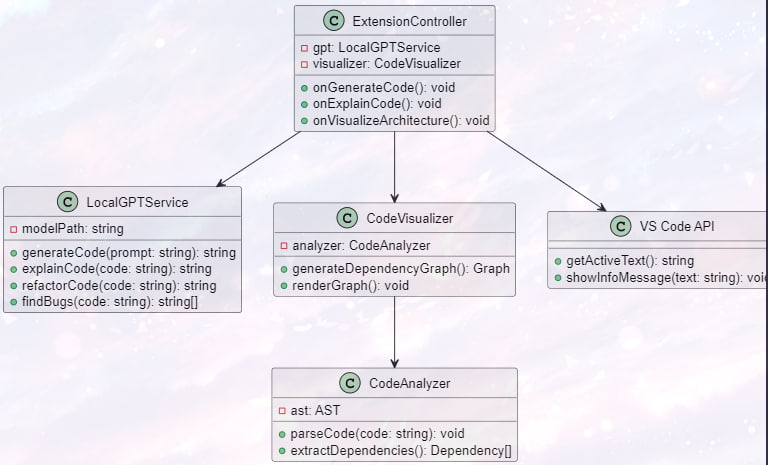 C ExtensionController
gpt: LocalGPTService
visualizer: CodeVisualizer
onGenerateCode(): void
onExplainCode(): void
onVisualizeArchitecture(): void
C LocalGPTService
modelPath: string
generateCode(prompt: string): string
explainCode(code: string): string
refactorCode(code: string): string
findBugs(code: string): string[]
C CodeVisualizer
analyzer: CodeAnalyzer
generateDependencyGraph(): Graph
renderGraph(): void
C VS Code API
getActiveText(): string
showInfoMessage(text: string):
C CodeAnalyzer
ast: AST
parseCode(code: string): void
extractDependencies(): Dependency[]